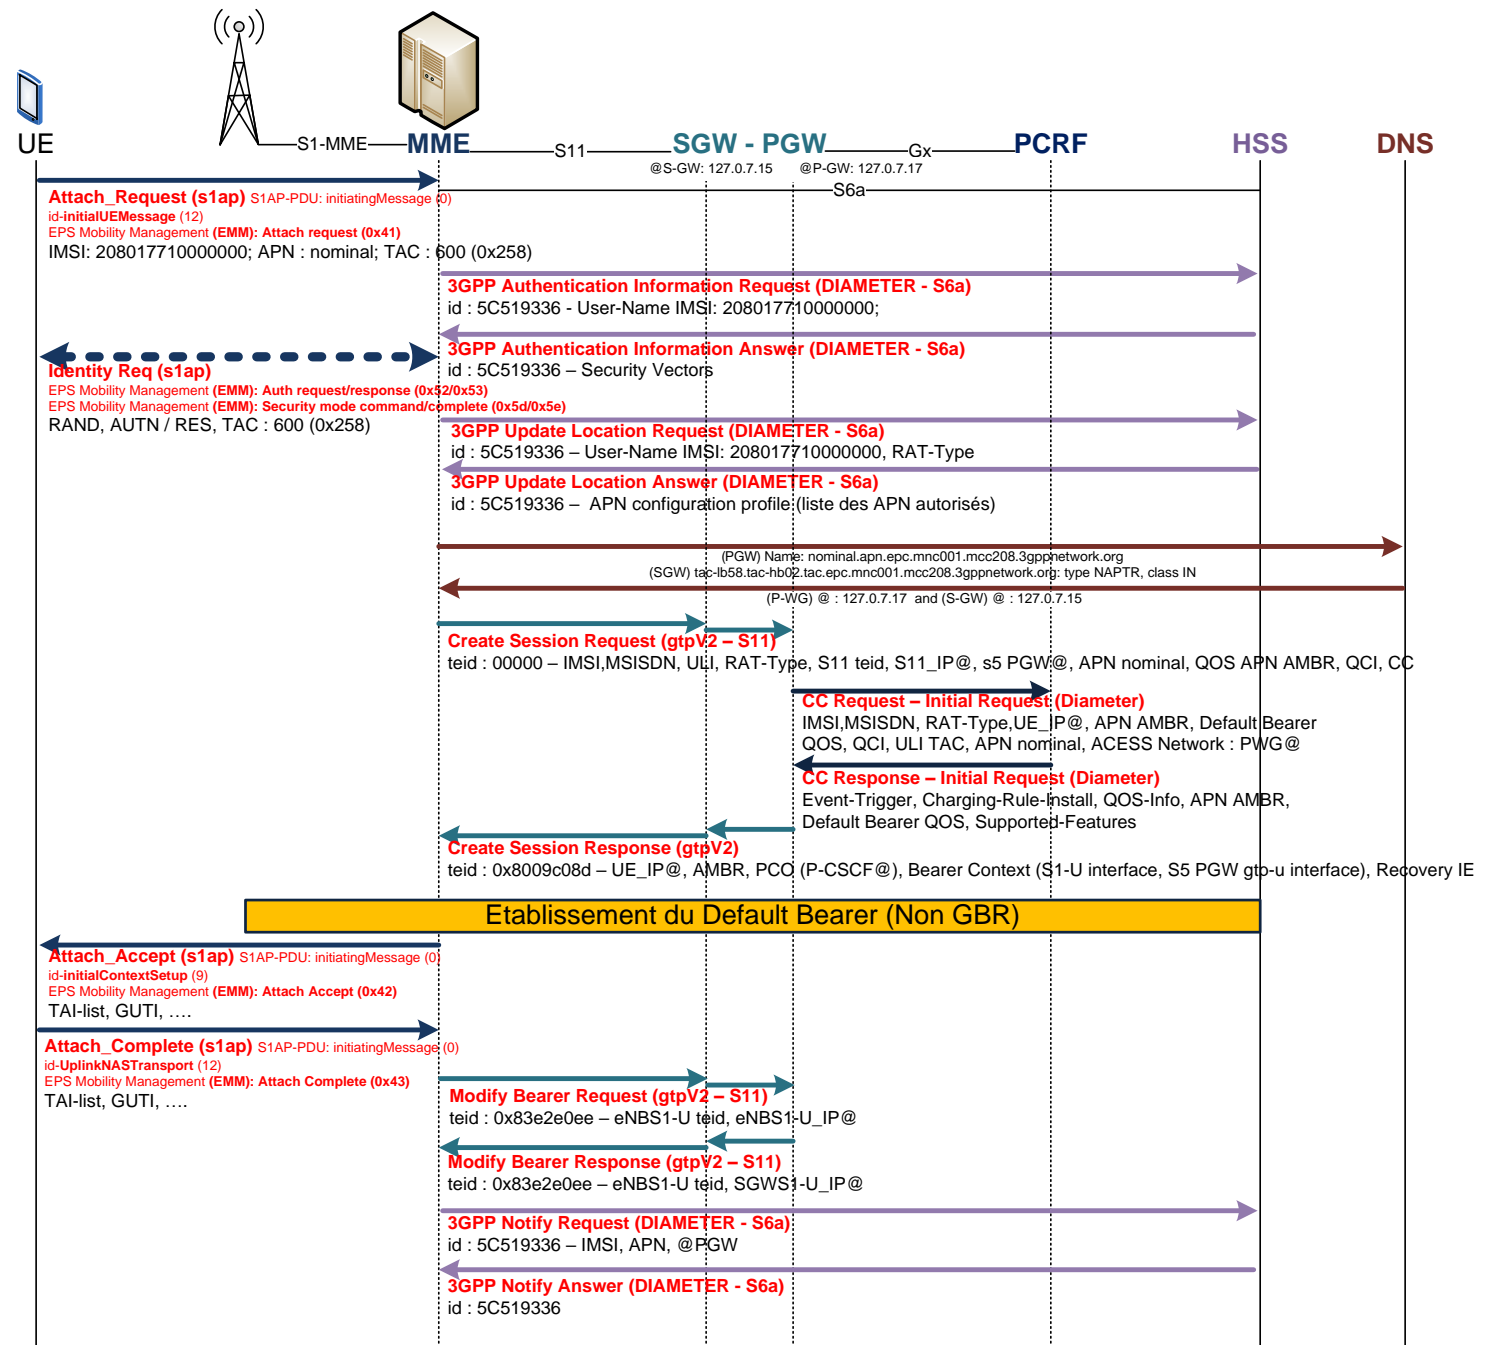 UE
S1-MME
MME
S11
SGW - PGW
Gx
PCRF
HSS
DNS
@S-GW: 127.0.7.15
@P-GW: 127.0.7.17
S6a
Attach_Request (s1ap) S1AP-PDU: initiatingMessage (0)
id-initialUEMessage (12)
EPS Mobility Management (EMM): Attach request (0x41)
IMSI: 208017710000000; APN : nominal; TAC : 600 (0x258)
3GPP Authentication Information Request (DIAMETER - S6a)
id : 5C519336 - User-Name IMSI: 208017710000000;
3GPP Authentication Information Answer (DIAMETER - S6a)
id : 5C519336 – Security Vectors
Identity Req (s1ap)
EPS Mobility Management (EMM): Auth request/response (0x52/0x53)
EPS Mobility Management (EMM): Security mode command/complete (0x5d/0x5e)
RAND, AUTN / RES, TAC : 600 (0x258)
3GPP Update Location Request (DIAMETER - S6a)
id : 5C519336 – User-Name IMSI: 208017710000000, RAT-Type
3GPP Update Location Answer (DIAMETER - S6a)
id : 5C519336 – APN configuration profile (liste des APN autorisés)
(PGW) Name: nominal.apn.epc.mnc001.mcc208.3gppnetwork.org
(SGW) tac-lb58.tac-hb02.tac.epc.mnc001.mcc208.3gppnetwork.org: type NAPTR, class IN
(P-WG) @ : 127.0.7.17 and (S-GW) @ : 127.0.7.15
Create Session Request (gtpV2 – S11)
teid : 00000 – IMSI,MSISDN, ULI, RAT-Type, S11 teid, S11_IP@, s5 PGW@, APN nominal, QOS APN AMBR, QCI, CC
CC Request – Initial Request (Diameter)
IMSI,MSISDN, RAT-Type,UE_IP@, APN AMBR, Default Bearer
QOS, QCI, ULI TAC, APN nominal, ACESS Network : PWG@
CC Response – Initial Request (Diameter)
Event-Trigger, Charging-Rule-Install, QOS-Info, APN AMBR,
Default Bearer QOS, Supported-Features
Create Session Response (gtpV2)
teid : 0x8009c08d – UE_IP@, AMBR, PCO (P-CSCF@), Bearer Context (S1-U interface, S5 PGW gtp-u interface), Recovery IE
Etablissement du Default Bearer (Non GBR)
Attach_Accept (s1ap) S1AP-PDU: initiatingMessage (0)
id-initialContextSetup (9)
EPS Mobility Management (EMM): Attach Accept (0x42)
TAI-list, GUTI, ….
Attach_Complete (s1ap) S1AP-PDU: initiatingMessage (0)
id-UplinkNASTransport (12)
EPS Mobility Management (EMM): Attach Complete (0x43)
TAI-list, GUTI, ….
Modify Bearer Request (gtpV2 – S11)
teid : 0x83e2e0ee – eNBS1-U teid, eNBS1-U_IP@
Modify Bearer Response (gtpV2 – S11)
teid : 0x83e2e0ee – eNBS1-U teid, SGWS1-U_IP@
3GPP Notify Request (DIAMETER - S6a)
id : 5C519336 – IMSI, APN, @PGW
3GPP Notify Answer (DIAMETER - S6a)
id : 5C519336